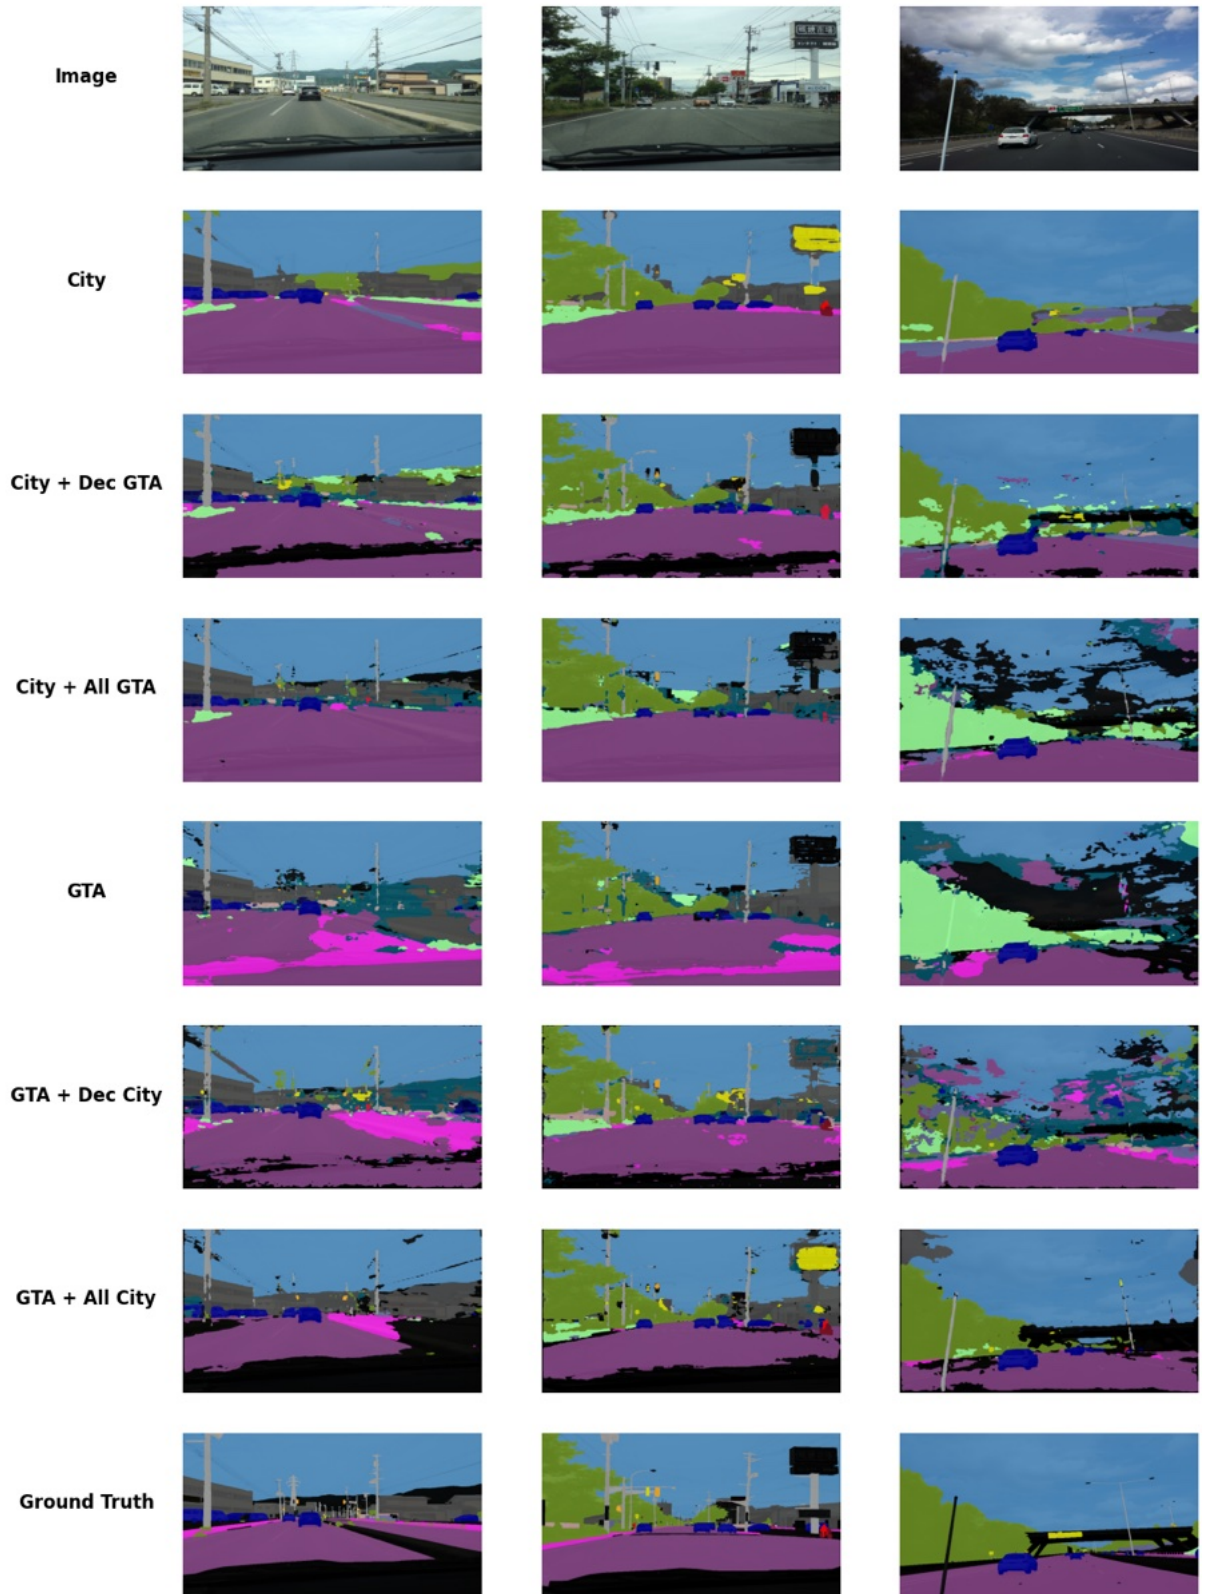 Image
City
City + Dec GTA
City + All GTA
GTA
GTA + Dec City
GTA + All City
Ground Truth